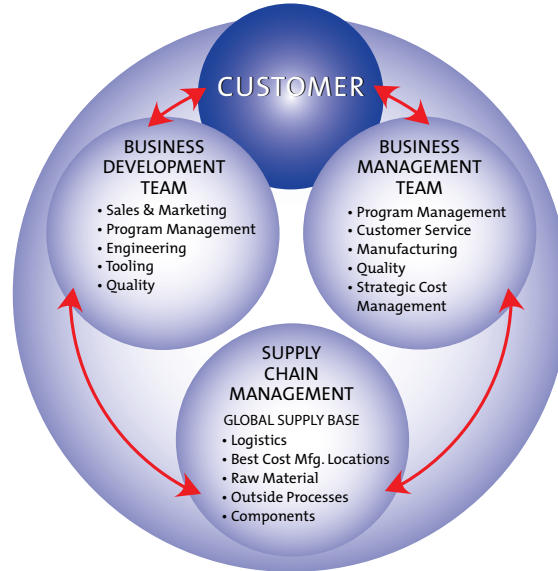 CUSTOMER
BUSINESS
DEVELOPMENT
TEAM
• Sales & Marketing
• Program Management
• Engineering
• Tooling
• Quality
BUSINESS
MANAGEMENT
TEAM
• Program Management
• Customer Service
• Manufacturing
• Quality
• Strategic Cost
Management
SUPPLY
CHAIN
MANAGEMENT
GLOBAL SUPPLY BASE
• Logistics
• Best Cost Mfg. Locations
• Raw Material
• Outside Processes
• Components